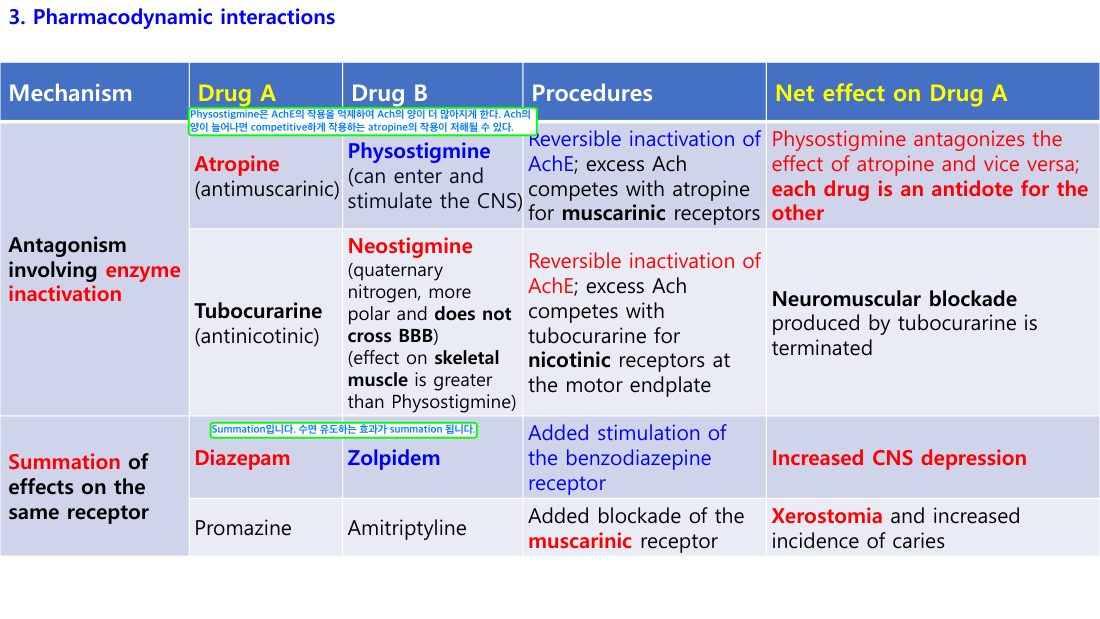 3. Pharmacodynamic interactions
Mechanism
Drug A
Drug B
Procedures
Net effect on Drug A
Physostigmine은 AchE의 작용을 억제하여 Ach의 양이 더 많아지게 한다. Ach의
양이 늘어나면 competitive하게 작용하는 atropine의 작용이 저해될 수 있다.
Antagonism
involving enzyme
inactivation
Atropine
(antimuscarinic)
Physostigmine
(can enter and
stimulate the CNS)
Reversible inactivation of
AchE; excess Ach
competes with atropine
for muscarinic receptors
Physostigmine antagonizes the
effect of atropine and vice versa;
each drug is an antidote for the
other
Tubocurarine
(antinicotinic)
Neostigmine
(quaternary
nitrogen, more
polar and does not
cross BBB)
(effect on skeletal
muscle is greater
than Physostigmine)
Reversible inactivation of
AchE; excess Ach
competes with
tubocurarine for
nicotinic receptors at
the motor endplate
Neuromuscular blockade
produced by tubocurarine is
terminated
Summation입니다. 수면 유도하는 효과가 summation 됩니다.
Summation of
effects on the
same receptor
Diazepam
Zolpidem
Added stimulation of
the benzodiazepine
receptor
Increased CNS depression
Promazine
Amitriptyline
Added blockade of the
muscarinic receptor
Xerostomia and increased
incidence of caries